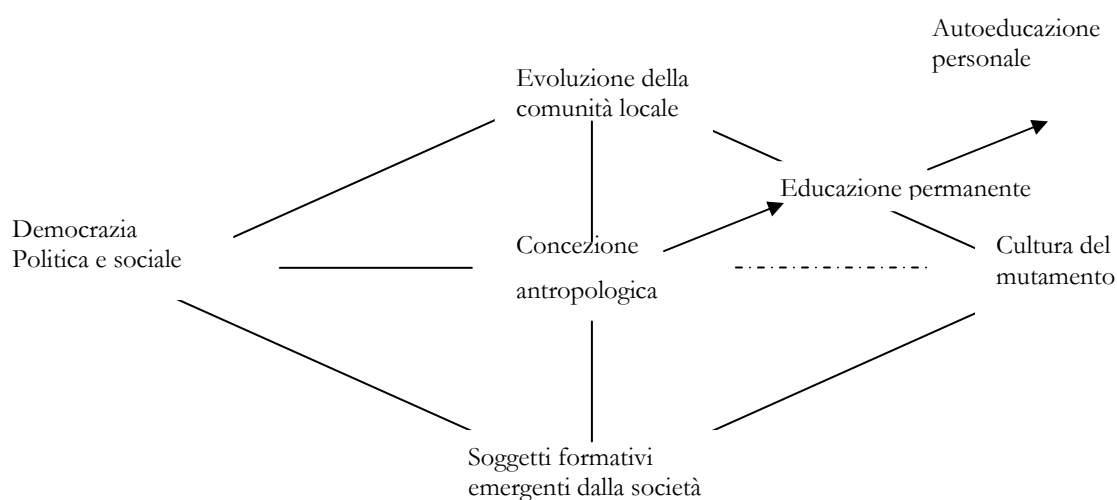 Autoeducazione
personale
Evoluzione della
comunità locale
Educazione permanente
Democrazia
Politica e sociale
Concezione
antropologica
Cultura del
mutamento
Soggetti formativi
emergenti dalla società